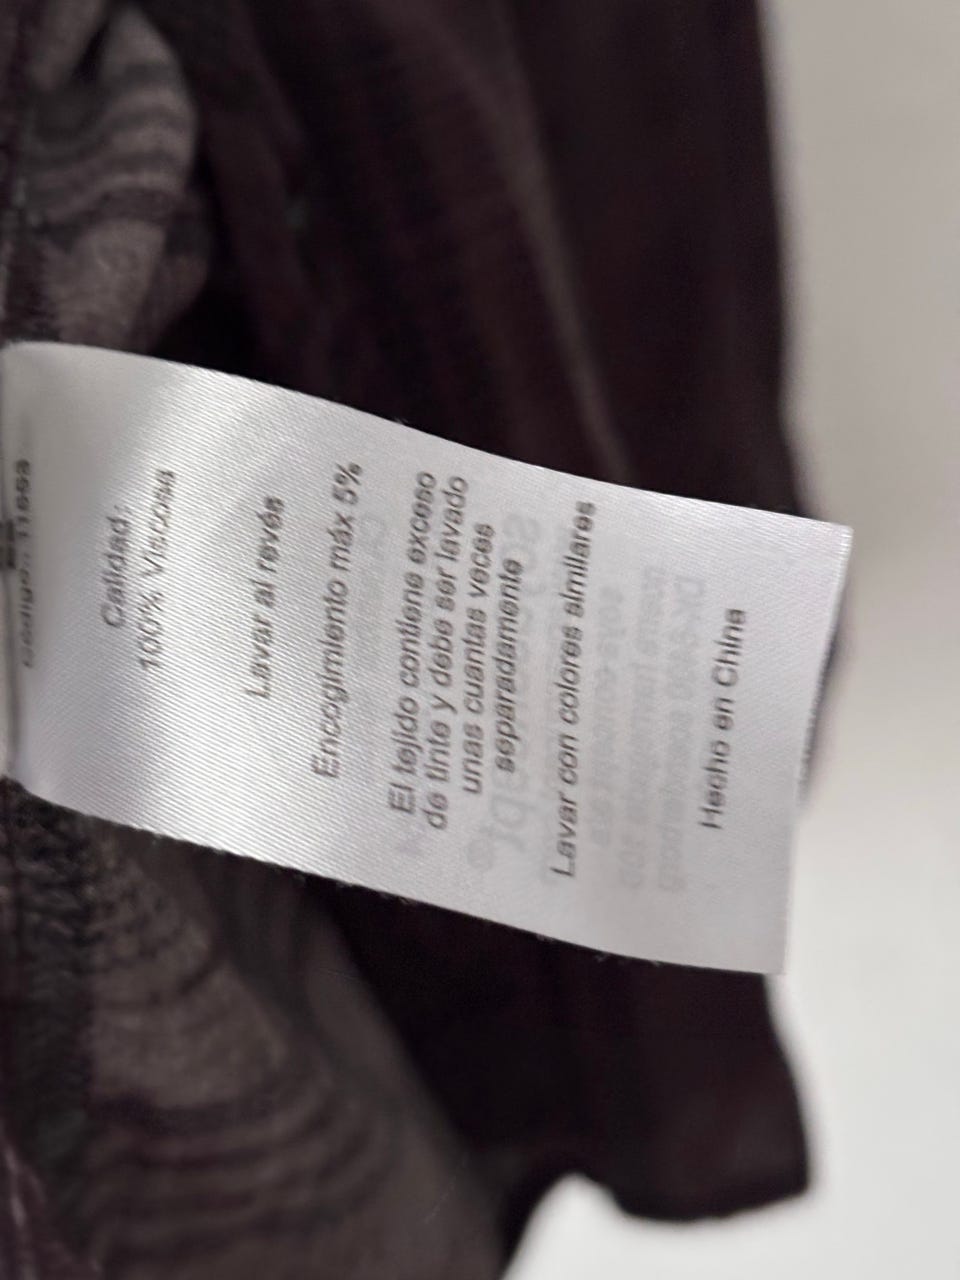 Calidad:
100% Viscosa
Lavar al revés
Encogimiento máx 5%
El tejido contiene exceso
de tinte y debe ser lavado
unas cuantas veces
separadamente
Lavar con colores similares
Hecho en China